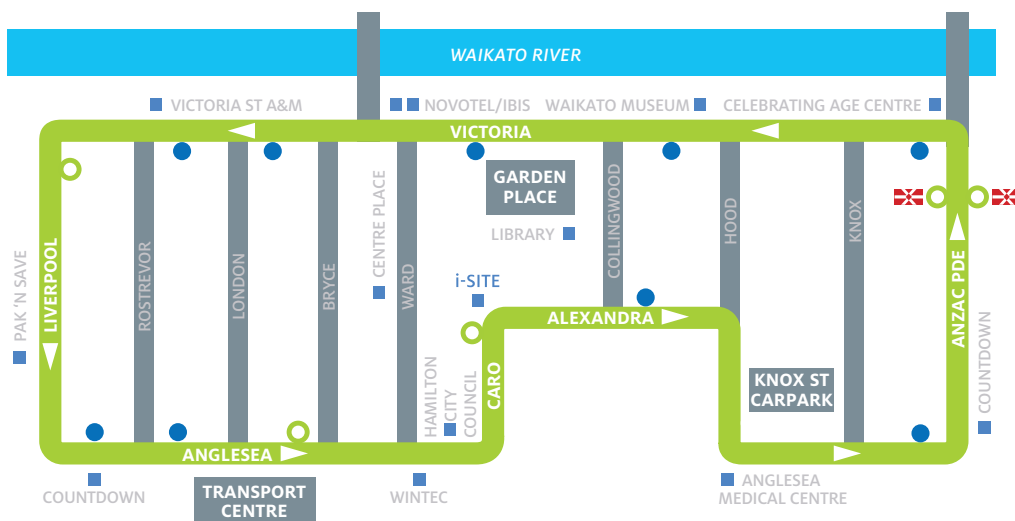 WAIKATO RIVER
VICTORIA ST A&M
NOVOTEL/IBIS
WAIKATO MUSEUM
CELEBRATING AGE CENTRE
VICTORIA
GARDEN
PLACE
LIBRARY
CENTRE PLACE
COLLINGWOOD
HOOD
KNOX
PAK 'N SAVE
LIVERPOOL
ROSTREVOR
LONDON
BRYCE
WARD
i-SITE
ALEXANDRA
ANZAC PDE
COUNTDOWN
HAMILTON
CITY
COUNCIL
CARO
KNOX ST
CARPARK
ANGLESEA
COUNTDOWN
TRANSPORT
CENTRE
WINTEC
ANGLESEA
MEDICAL CENTRE